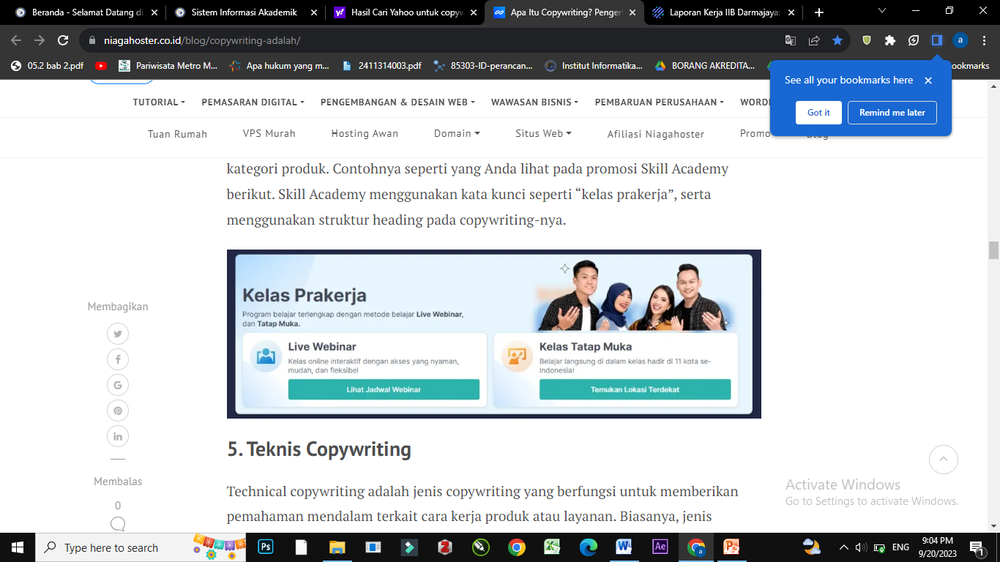 Beranda - Selamat Datang di
Sistem Informasi Akademik
Hasil Cari Yahoo untuk copyw
Apa Itu Copywriting? Penger
Laporan Kerja IIB Darmajaya:
niagahoster.co.id/blog/copywriting-adalah/
a
05.2 bab 2.pdf
Pariwisata Metro M...
Apa hukum yang m...
2411314003.pdf
85303-ID-perancan...
Institut Informatika...
BORANG AKREDITA...
ookmarks
See all your bookmarks here
Got it
Remind me later
TUTORIAL
PEMASARAN DIGITAL
PENGEMBANGAN & DESAIN WEB
WAWASAN BISNIS
PEMBARUAN PERUSAHAAN
WORD
Tuan Rumah
VPS Murah
Hosting Awan
Domain
Situs Web
Afiliasi Niagahoster
Promo
Blog
kategori produk. Contohnya seperti yang Anda lihat pada promosi Skill Academy
berikut. Skill Academy menggunakan kata kunci seperti “kelas prakerja”, serta
menggunakan struktur heading pada copywriting-nya.
Kelas Prakerja
Program belajar terlengkap dengan metode belajar Live Webinar,
dan Tatap Muka.
Live Webinar
Kelas online interaktif dengan akses yang nyaman,
mudah, dan fleksibel
Lihat Jadwal Webinar
Kelas Tatap Muka
Belajar langsung di dalam kelas hadir di 11 kota se-
Indonesia!
Temukan Lokasi Terdekat
Membagikan
Membalas
0
5. Teknis Copywriting
Technical copywriting adalah jenis copywriting yang berfungsi untuk memberikan
pemahaman mendalam terkait cara kerja produk atau layanan. Biasanya, jenis
Activate Windows
Go to Settings to activate Windows.
Type here to search
Ps
Ae
ENG
9:04 PM
9/20/2023
1